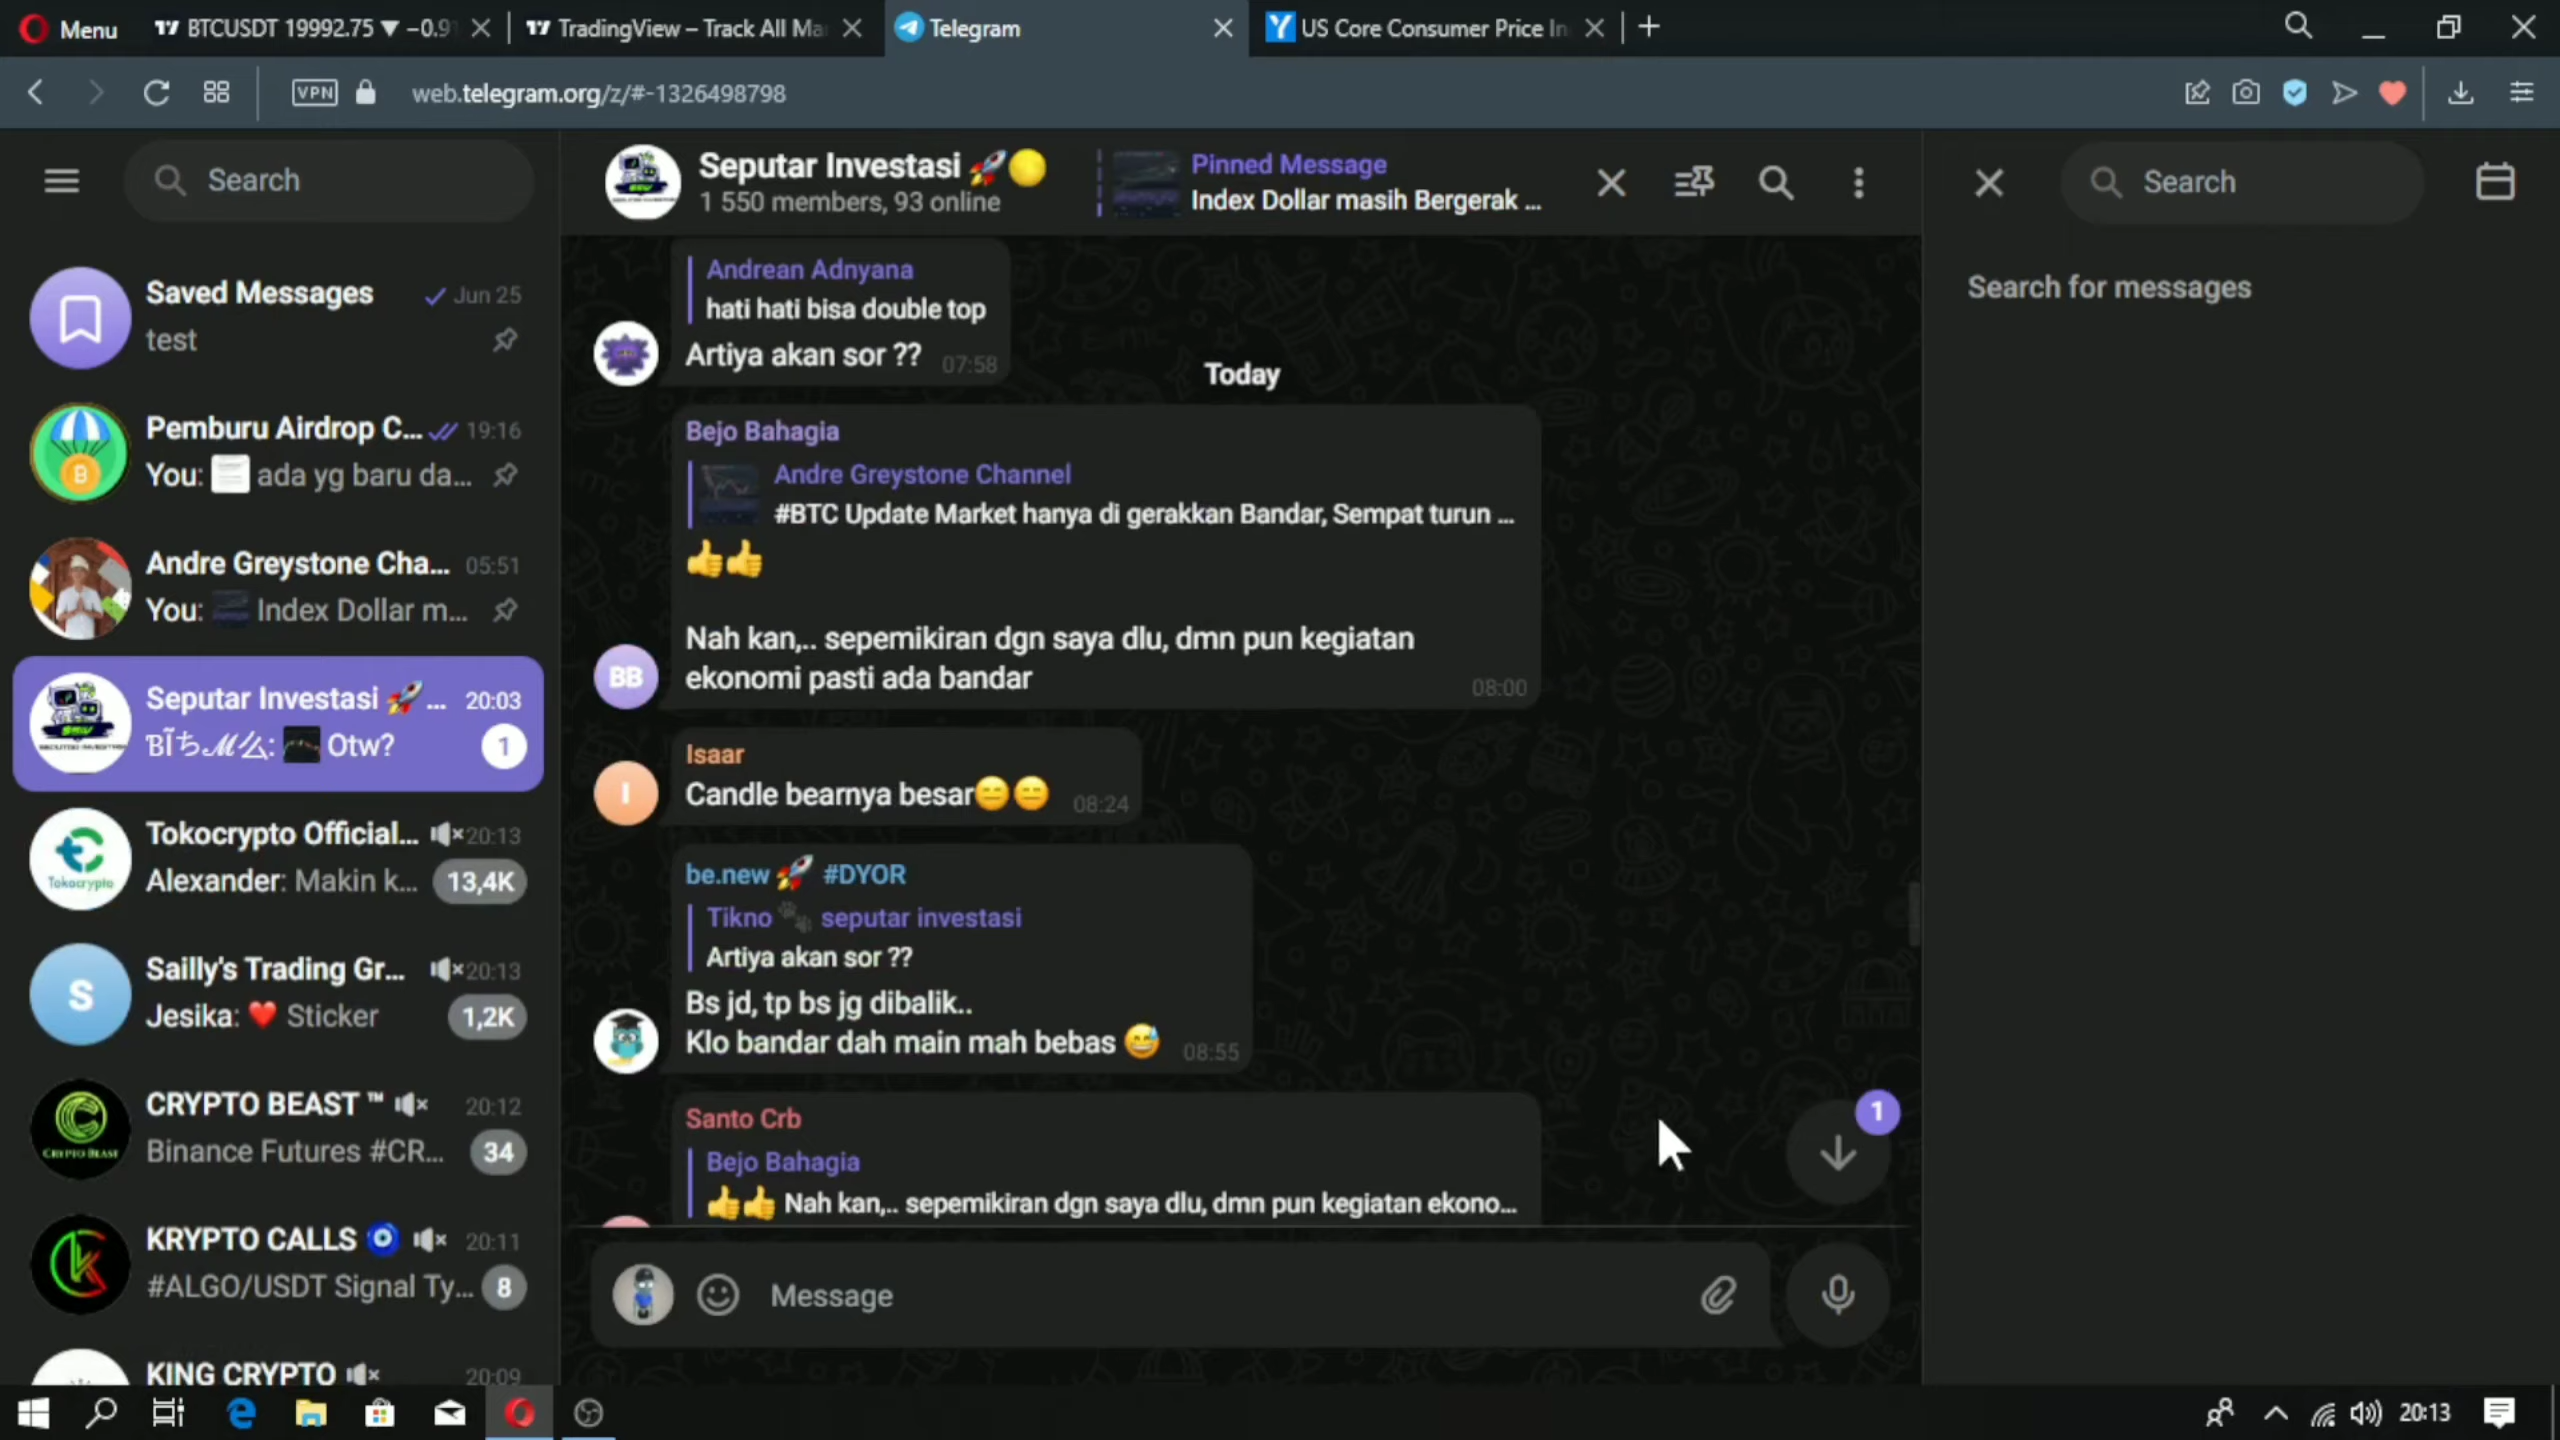 Menu
BTCUSDT 19992.75 ▼ −0.9
TradingView – Track All Ma
Telegram
US Core Consumer Price In
VPN
web.telegram.org/z/#-1326498798
Search
Saved Messages
Jun 25
test
Pemburu Airdrop C...
19:16
You: ada yg baru da...
Andre Greystone Cha...
05:51
You: Index Dollar m...
Seputar Investasi 🚀 ...
20:03
Otw?
1
Tokocrypto
Tokocrypto Official...
20:13
Alexander: Makin k...
13,4K
S
Sailly's Trading Gr...
20:13
Jesika: ❤️ Sticker
1,2K
CRYPTO BEAST
CRYPTO BEAST ™
20:12
Binance Futures #CR...
34
KRYPTO CALLS 🧿
20:11
#ALGO/USDT Signal Ty...
8
KING CRYPTO
20:09
Seputar Investasi 🚀🟡
1 550 members, 93 online
Pinned Message
Index Dollar masih Bergerak ...
Andrean Adnyana
hati hati bisa double top
Artiya akan sor ??
07:58
Today
Bejo Bahagia
Andre Greystone Channel
#BTC Update Market hanya di gerakkan Bandar, Sempat turun ...
👍👍
Nah kan,.. sepemikiran dgn saya dlu, dmn pun kegiatan
ekonomi pasti ada bandar
08:00
BB
Isaar
Candle bearnya besar😑😑
08:24
I
be.new 🚀 #DYOR
Tikno 🐾 seputar investasi
Artiya akan sor ??
Bs jd, tp bs jg dibalik..
Klo bandar dah main mah bebas 😅
08:55
Santo Crb
Bejo Bahagia
👍👍 Nah kan,.. sepemikiran dgn saya dlu, dmn pun kegiatan ekono...
1
Message
Search
Search for messages
20:13